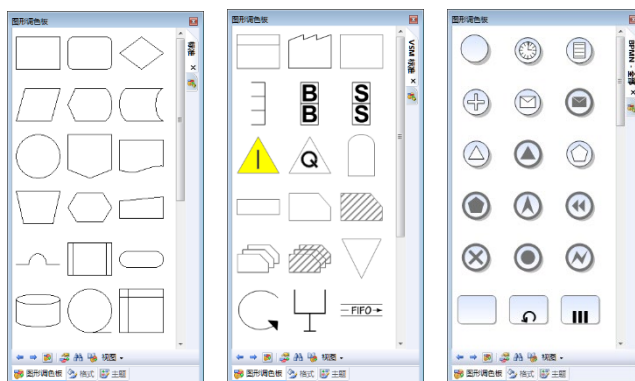 图形调色板
标准
视图
图形调色板 格式 主题
图形调色板
VSM 标准
B
B
S
S
I
Q
FIFO
视图
图形调色板 格式 主题
图形调色板
BPMN - 全部
视图
图形调色板 格式 主题